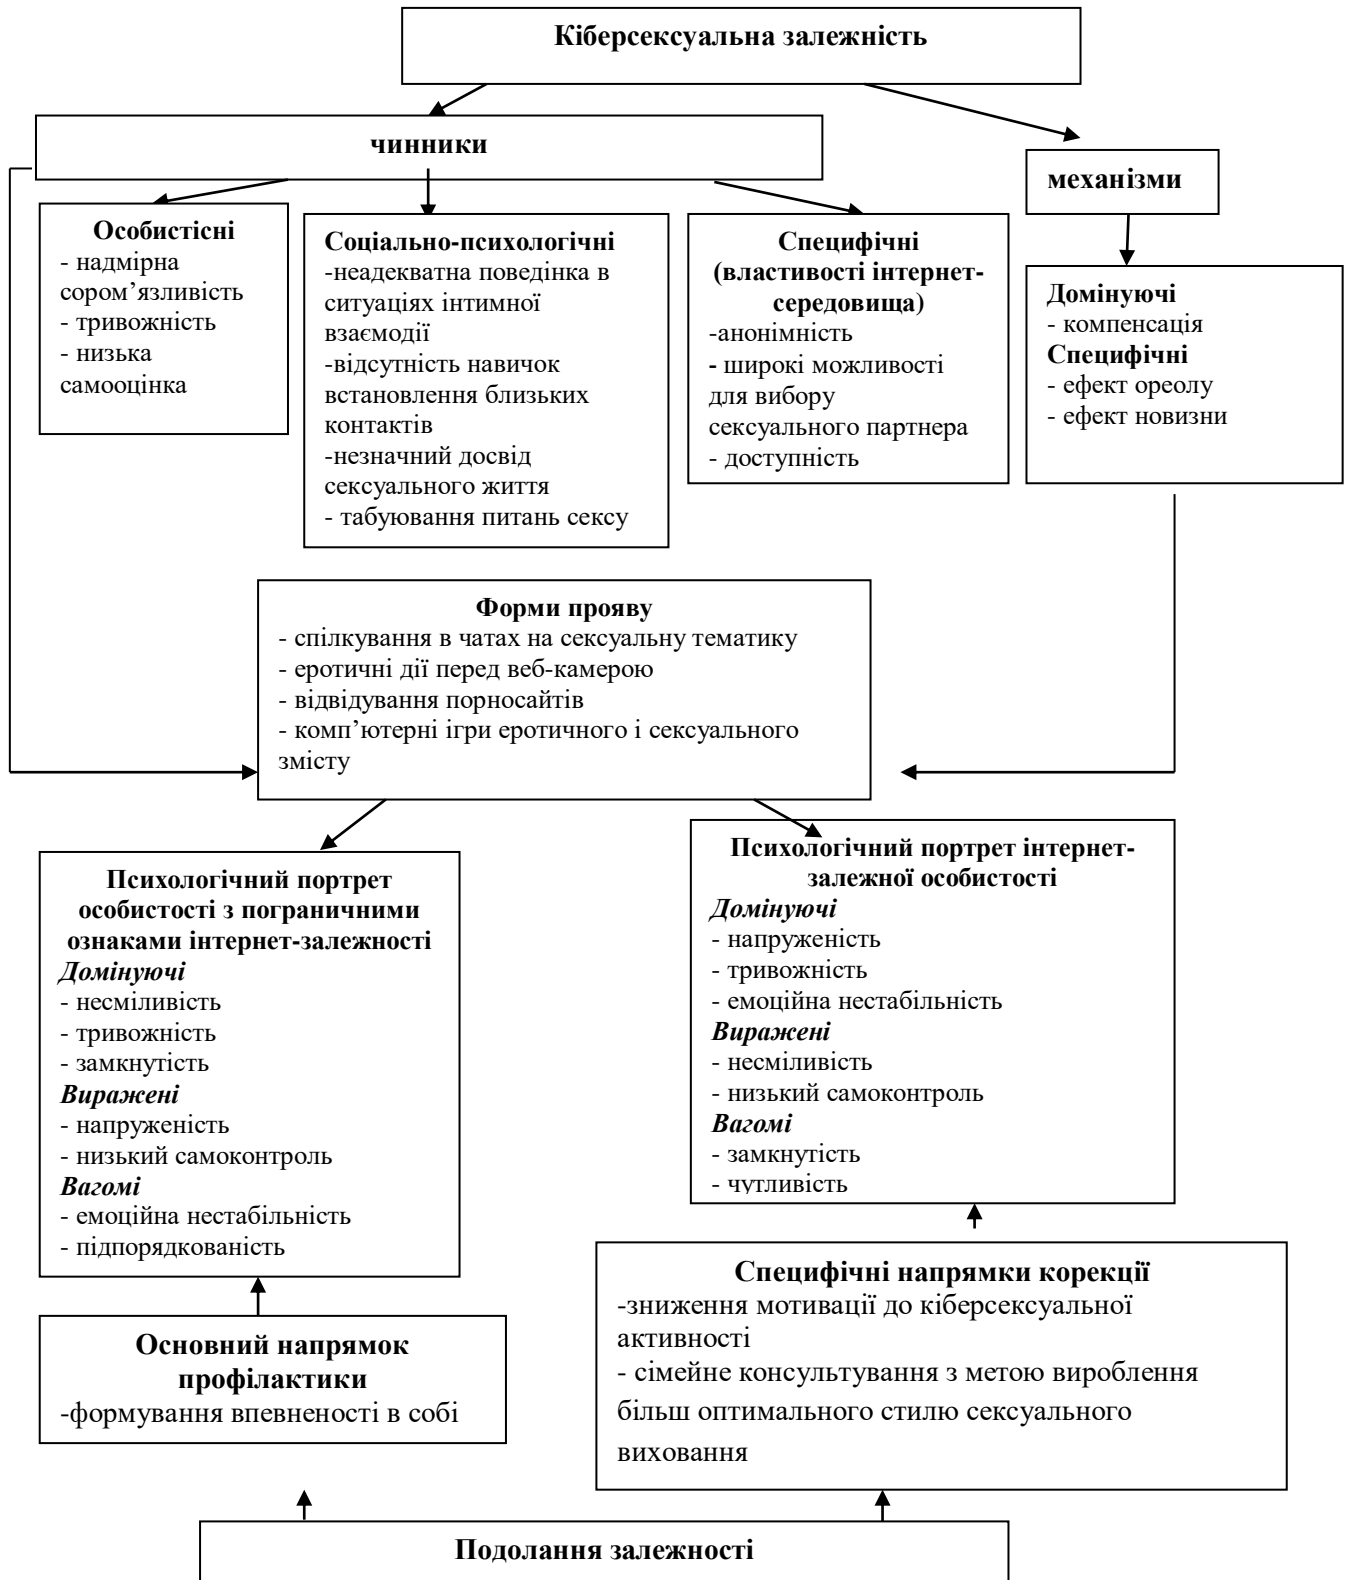 Кіберсексуальна залежність
чинники
механізми
Особистісні
- надмірна
сором’язливість
- тривожність
- низька
самооцінка
Соціально-психологічні
-неадекватна поведінка в
ситуаціях інтимної
взаємодії
-відсутність навичок
встановлення близьких
контактів
-незначний досвід
сексуального життя
- табуювання питань сексу
Специфічні
(властивості інтернет-
середовища)
-анонімність
- широкі можливості
для вибору
сексуального партнера
- доступність
Домінуючі
- компенсація
Специфічні
- ефект ореолу
- ефект новизни
Форми прояву
- спілкування в чатах на сексуальну тематику
- еротичні дії перед веб-камерою
- відвідування порносайтів
- комп’ютерні ігри еротичного і сексуального
змісту
Психологічний портрет
особистості з пограничними
ознаками інтернет-залежності
Домінуючі
- несміливість
- тривожність
- замкнутість
Виражені
- напруженість
- низький самоконтроль
Вагомі
- емоційна нестабільність
- підпорядкованість
Психологічний портрет інтернет-
залежної особистості
Домінуючі
- напруженість
- тривожність
- емоційна нестабільність
Виражені
- несміливість
- низький самоконтроль
Вагомі
- замкнутість
- чутливість
Основний напрямок
профілактики
-формування впевненості в собі
Специфічні напрямки корекції
-зниження мотивації до кіберсексуальної
активності
- сімейне консультування з метою вироблення
більш оптимального стилю сексуального
виховання
Подолання залежності